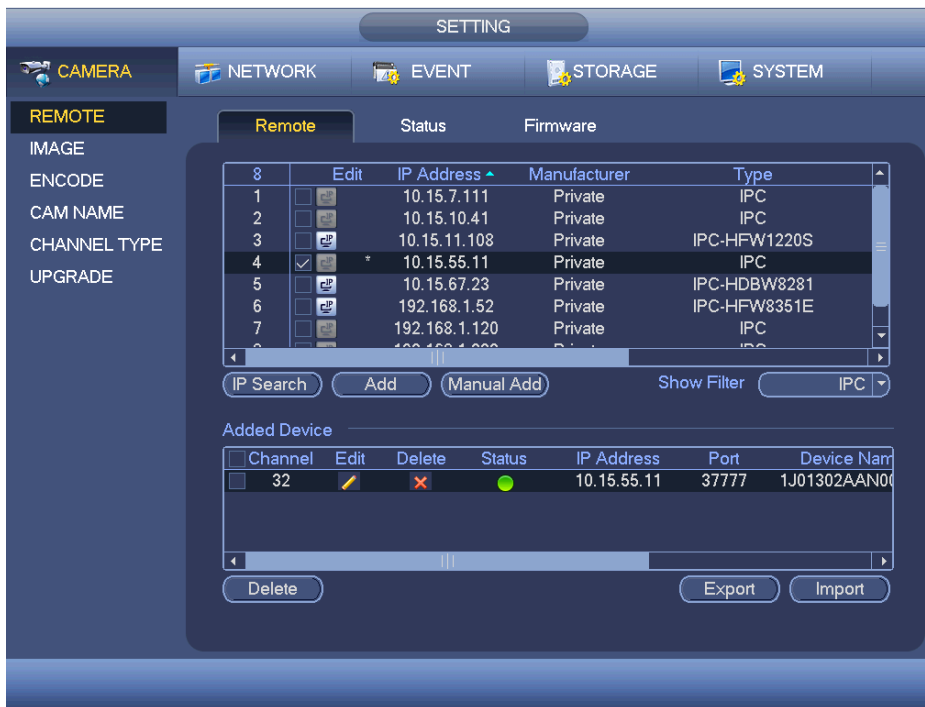 SETTING
CAMERA NETWORK EVENT STORAGE SYSTEM
REMOTE
IMAGE
ENCODE
CAM NAME
CHANNEL TYPE
UPGRADE
Remote Status Firmware
8 Edit IP Address Manufacturer Type
1 10.15.7.111 Private IPC
2 10.15.10.41 Private IPC
3 10.15.11.108 Private IPC-HFW1220S
4 * 10.15.55.11 Private IPC
5 10.15.67.23 Private IPC-HDBW8281
6 192.168.1.52 Private IPC-HFW8351E
7 192.168.1.120 Private IPC
IP Search Add Manual Add Show Filter IPC
Added Device
Channel Edit Delete Status IP Address Port Device Nam
32 10.15.55.11 37777 1J01302AAN00
Delete Export Import